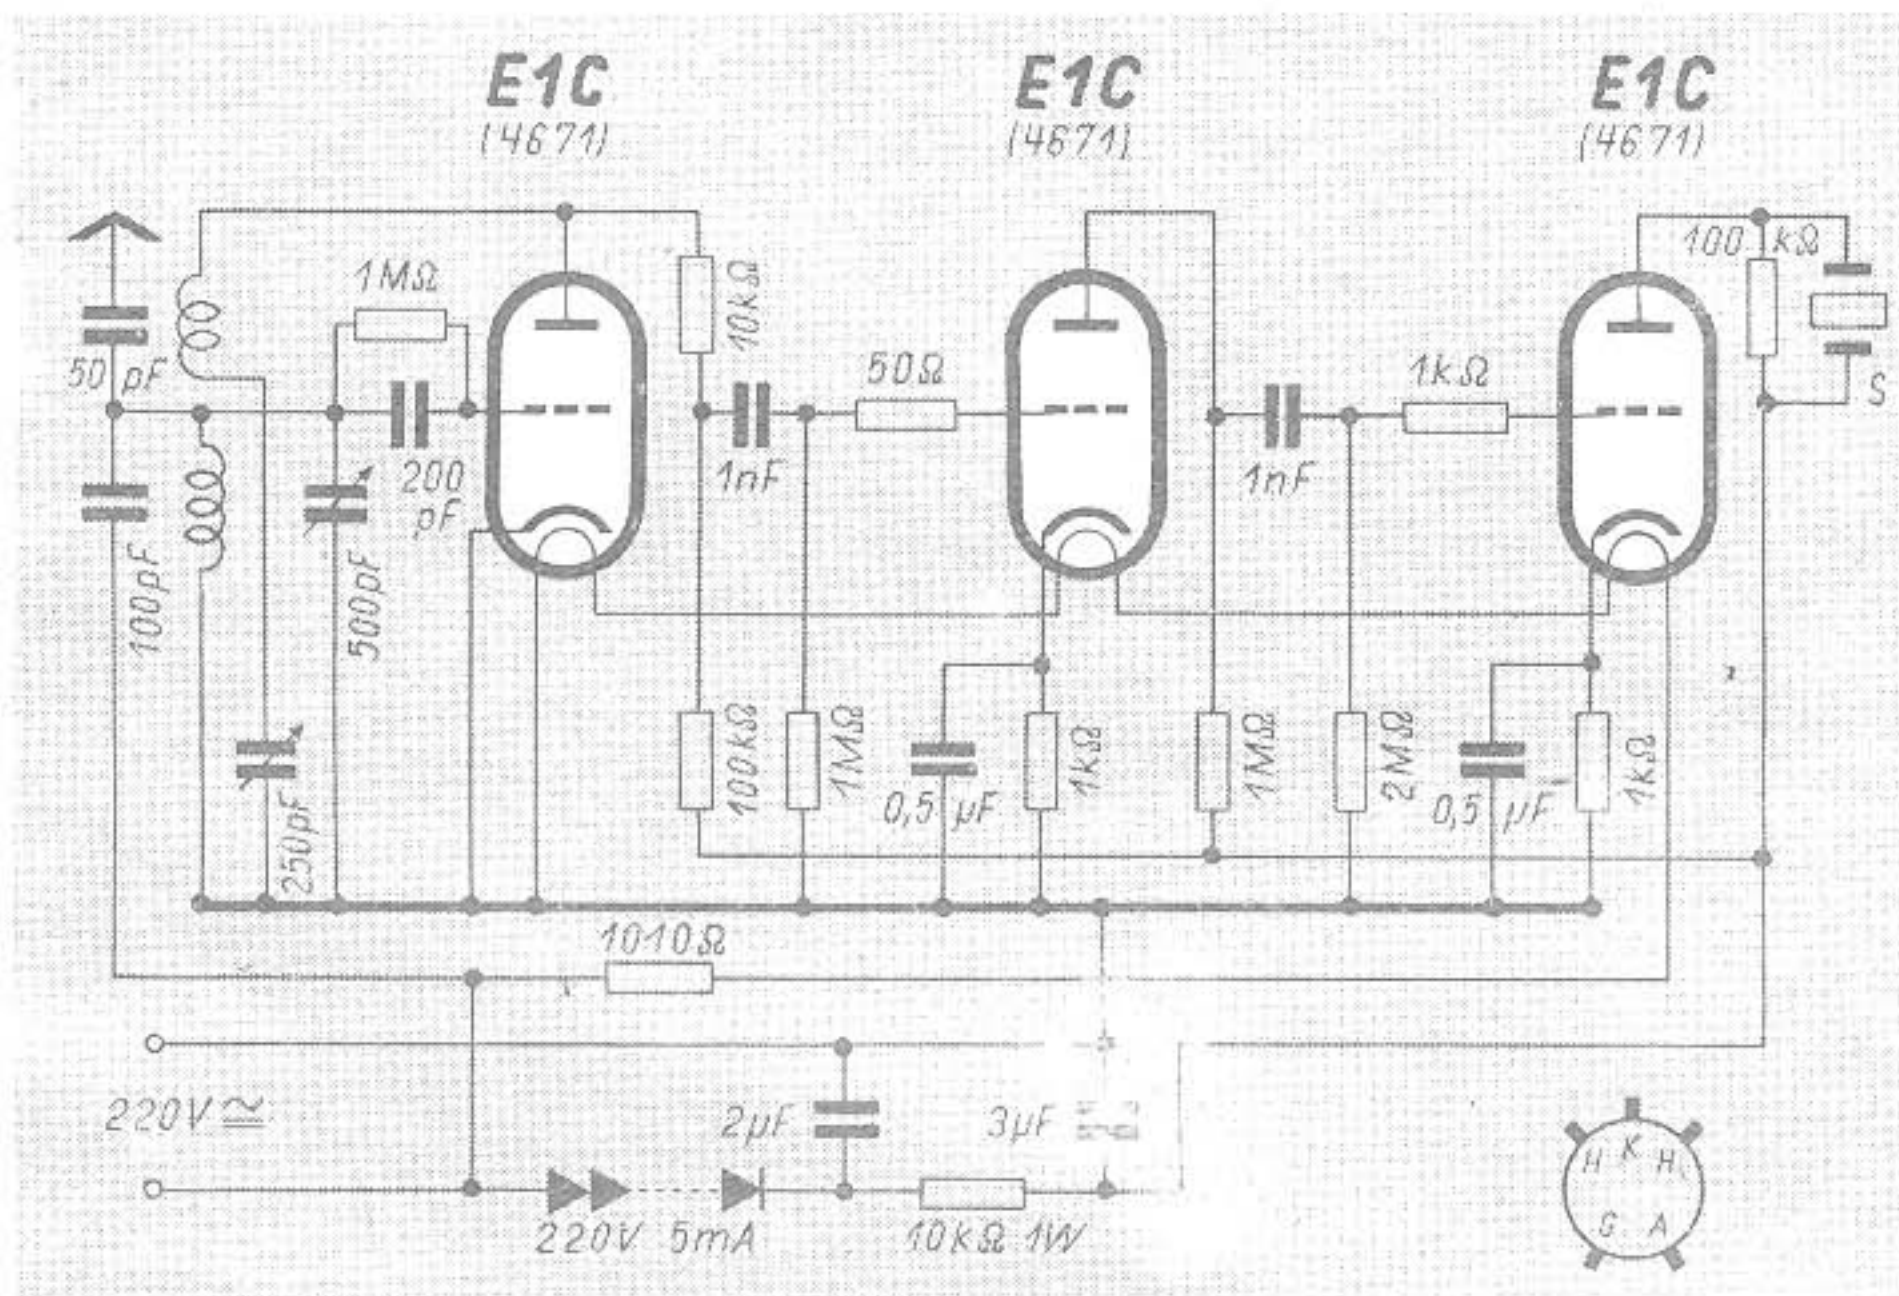 E1C
(4671)
E1C
(4671)
E1C
(4671)
100 kΩ
1MΩ
10kΩ
50 pF
50Ω
1kΩ
S
200
pF
1nF
1nF
100pF
500pF
250pF
100kΩ
1MΩ
0,5 µF
1kΩ
1MΩ
2MΩ
0,5 µF
1kΩ
1010Ω
220V ≃
2µF
3µF
220V 5mA
10kΩ 1W
H K H
G A